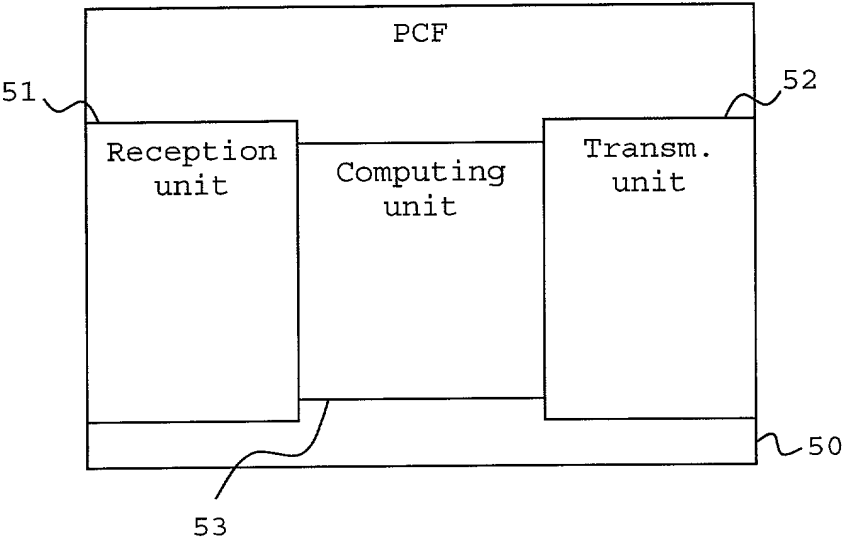 PCF
51
52
Reception
unit
Computing
unit
Transm.
unit
50
53